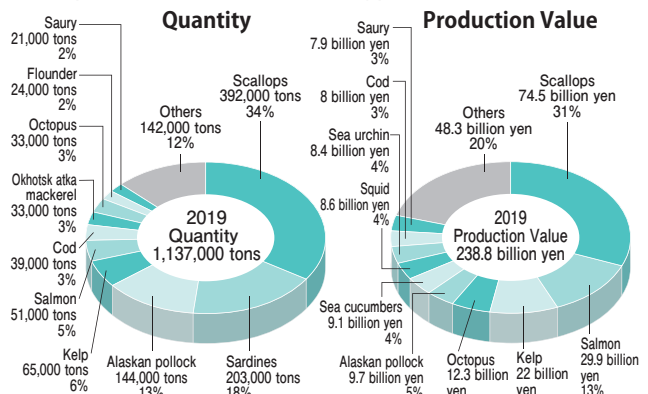 Quantity
Saury
21,000 tons
2%
Flounder
24,000 tons
2%
Octopus
33,000 tons
3%
Okhotsk atka
mackerel
33,000 tons
3%
Cod
39,000 tons
3%
Salmon
51,000 tons
5%
Kelp
65,000 tons
6%
Alaskan pollock
144,000 tons
13%
Sardines
203,000 tons
18%
Scallops
392,000 tons
34%
Others
142,000 tons
12%
2019
Quantity
1,137,000 tons
Production Value
Saury
7.9 billion yen
3%
Cod
8 billion yen
3%
Sea urchin
8.4 billion yen
4%
Squid
8.6 billion yen
4%
Sea cucumbers
9.1 billion yen
4%
Alaskan pollock
9.7 billion yen
5%
Octopus
12.3 billion
yen
Kelp
22 billion
yen
Salmon
29.9 billion
yen
13%
Scallops
74.5 billion yen
31%
Others
48.3 billion yen
20%
2019
Production Value
238.8 billion yen